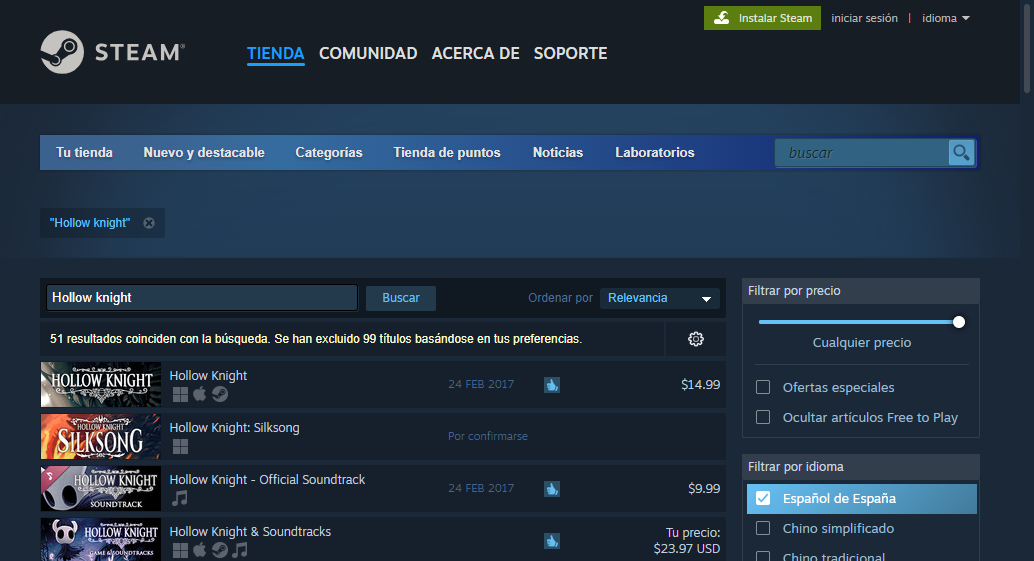 Instalar Steam
iniciar sesión | idioma
STEAM®
TIENDA COMUNIDAD ACERCA DE SOPORTE
Tu tienda Nuevo y destacable Categorías Tienda de puntos Noticias Laboratorios buscar
"Hollow knight"
Hollow knight Buscar Ordenar por Relevancia
51 resultados coinciden con la búsqueda. Se han excluido 99 títulos basándose en tus preferencias.
HOLLOW KNIGHT
Hollow Knight
24 FEB 2017
$14.99
HOLLOW KNIGHT
SILKSONG
Hollow Knight: Silksong
Por confirmarse
HOLLOW KNIGHT
SOUNDTRACK
Hollow Knight - Official Soundtrack
24 FEB 2017
$9.99
HOLLOW KNIGHT
GAME & SOUNDTRACKS
Hollow Knight & Soundtracks
Tu precio:
$23.97 USD
Filtrar por precio
Cualquier precio
Ofertas especiales
Ocultar artículos Free to Play
Filtrar por idioma
Español de España
Chino simplificado
Chino tradicional